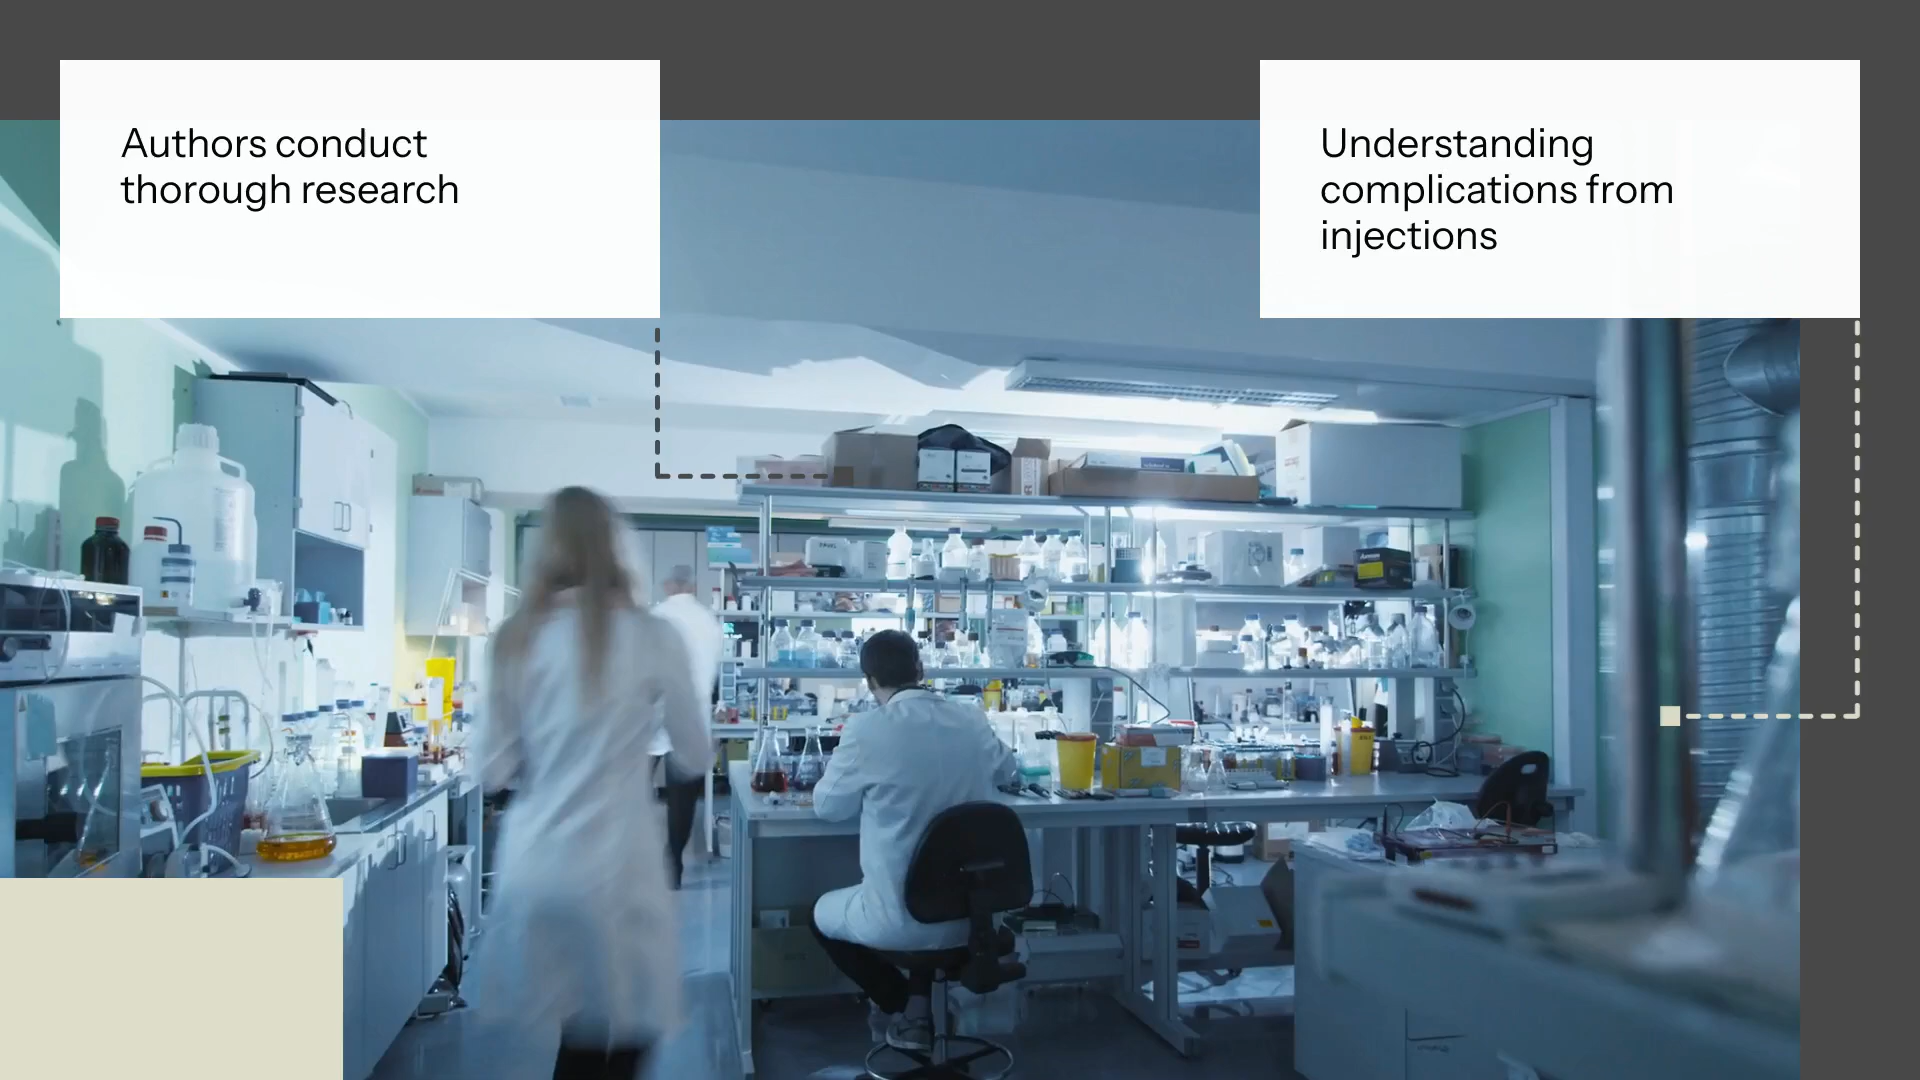 Authors conduct
thorough research
Understanding
complications from
injections